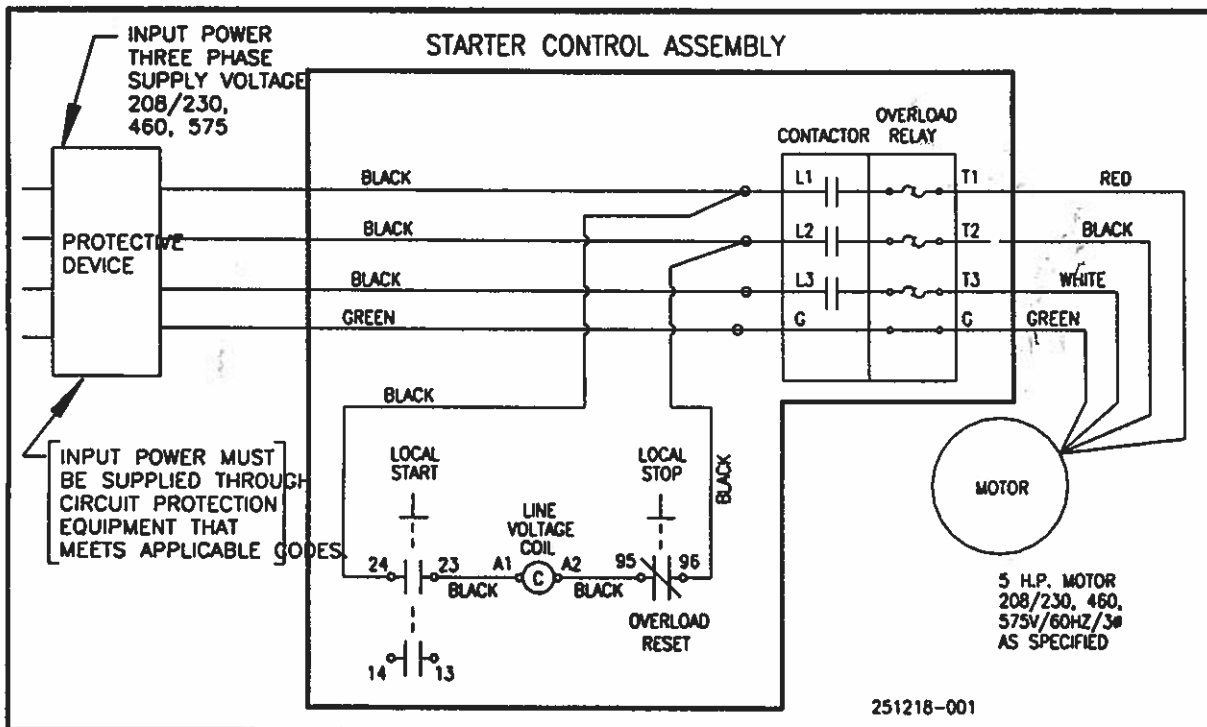 INPUT POWER
THREE PHASE
SUPPLY VOLTAGE
208/230,
460, 575
STARTER CONTROL ASSEMBLY
CONTACTOR
OVERLOAD
RELAY
BLACK
L1
T1
RED
BLACK
L2
T2
BLACK
PROTECTIVE
DEVICE
BLACK
L3
T3
WHITE
GREEN
G
G
GREEN
BLACK
INPUT POWER MUST
BE SUPPLIED THROUGH
CIRCUIT PROTECTION
EQUIPMENT THAT
MEETS APPLICABLE CODES.
LOCAL
START
LOCAL
STOP
BLACK
LINE
VOLTAGE
COIL
MOTOR
24
23
BLACK
A1
C
A2
BLACK
95
96
OVERLOAD
RESET
14
13
5 H.P. MOTOR
208/230, 460,
575V/60HZ/3ø
AS SPECIFIED
251218-001